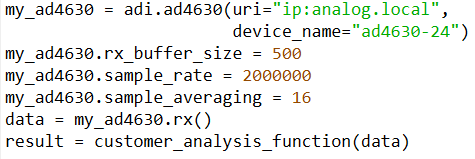 my_ad4630 = adi.ad4630(uri="ip:analog.local",
                       device_name="ad4630-24")
my_ad4630.rx_buffer_size = 500
my_ad4630.sample_rate = 2000000
my_ad4630.sample_averaging = 16
data = my_ad4630.rx()
result = customer_analysis_function(data)